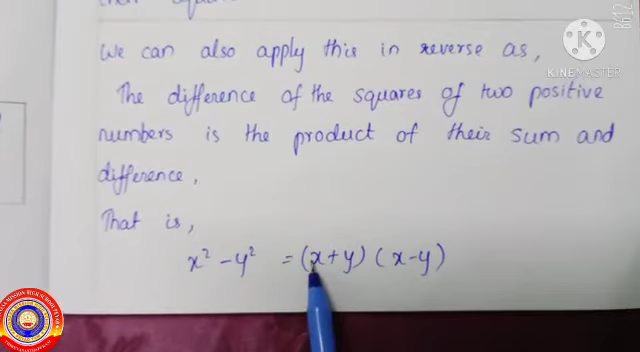 We can also apply this in reverse as,
The difference of the squares of two positive
numbers is the product of their sum and
difference,
That is,
x² - y² = (x+y) (x-y)
KINEMASTER